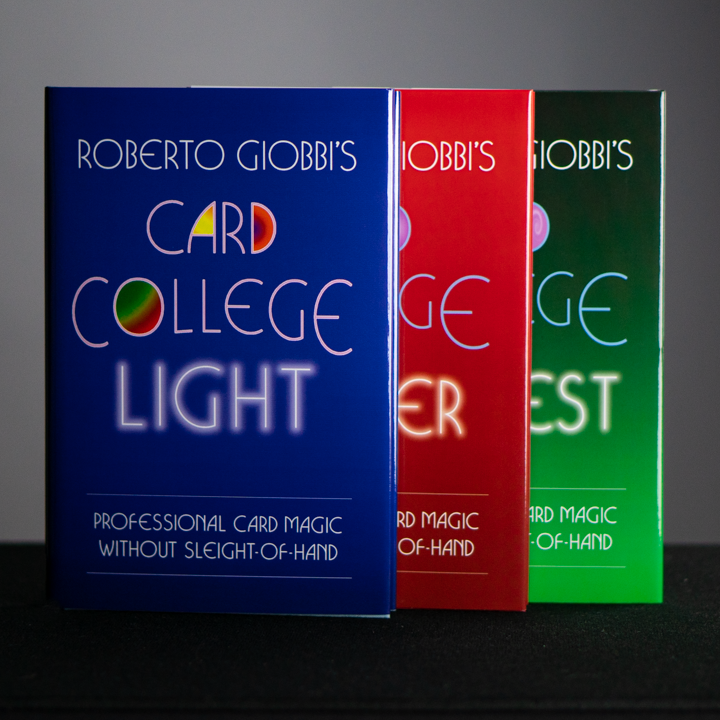 ROBERTO GIOBBI'S
CARD
COLLEGE
LIGHT
PROFESSIONAL CARD MAGIC
WITHOUT SLEIGHT-OF-HAND
IOBBI'S
GE
ER
RD MAGIC
OF-HAND
GIOBBI'S
EGE
EST
ARD MAGIC
T-OF-HAND